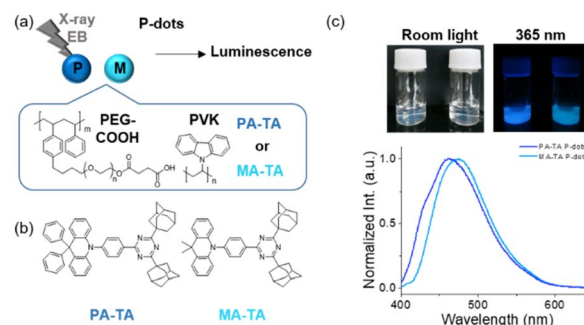 (a)
X-ray
EB
P-dots
P
M
Luminescence
PEG-
COOH
m
O
n
O
O
OH
O
PVK
N
n
PA-TA
or
MA-TA
(b)
N
N
N
N
PA-TA
N
N
N
N
MA-TA
(c)
Room light
365 nm
PA-TA P-dots
MA-TA P-dots
Normalized Int. (a.u.)
1.0
0.5
0.0
400
500
600
Wavelength (nm)